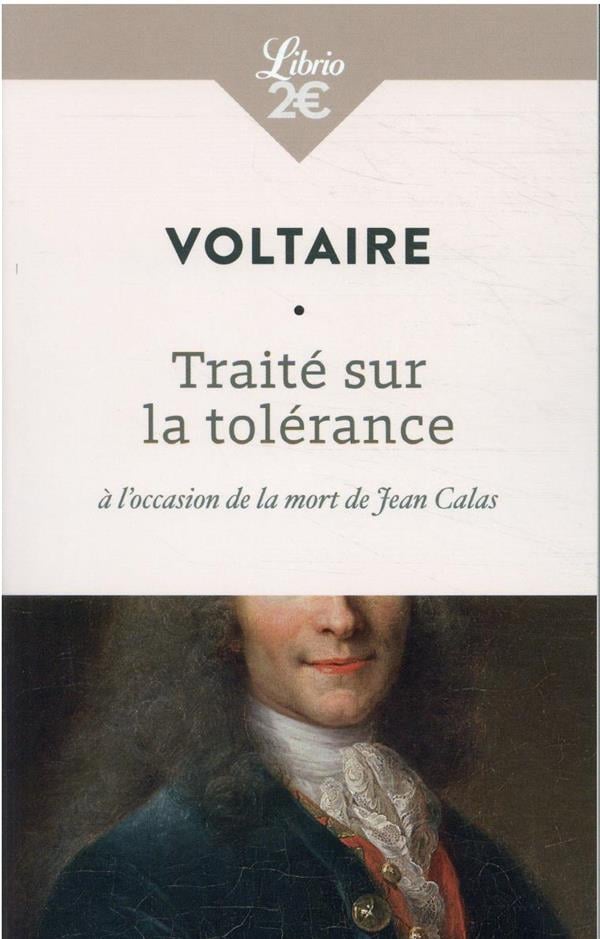 Librio
2€
VOLTAIRE
•
Traité sur
la tolérance
à l’occasion de la mort de Jean Calas